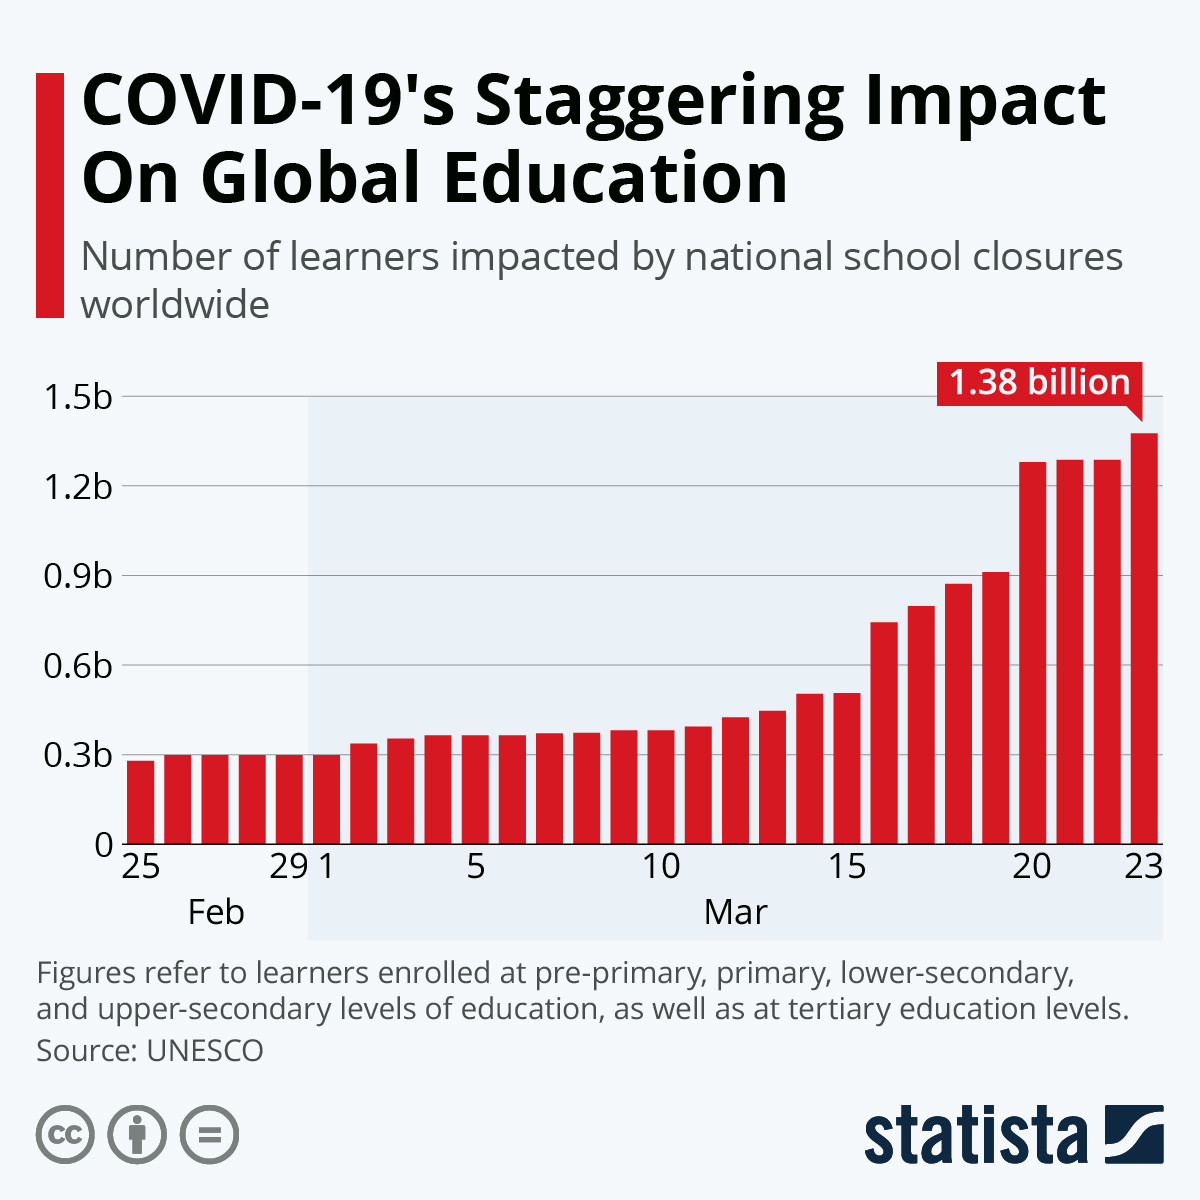 COVID-19's Staggering Impact
On Global Education
Number of learners impacted by national school closures
worldwide
1.38 billion
1.5b
1.2b
0.9b
0.6b
0.3b
0
25 29 1 5 10 15 20 23
Feb Mar
Figures refer to learners enrolled at pre-primary, primary, lower-secondary,
and upper-secondary levels of education, as well as at tertiary education levels.
Source: UNESCO
cc
statista